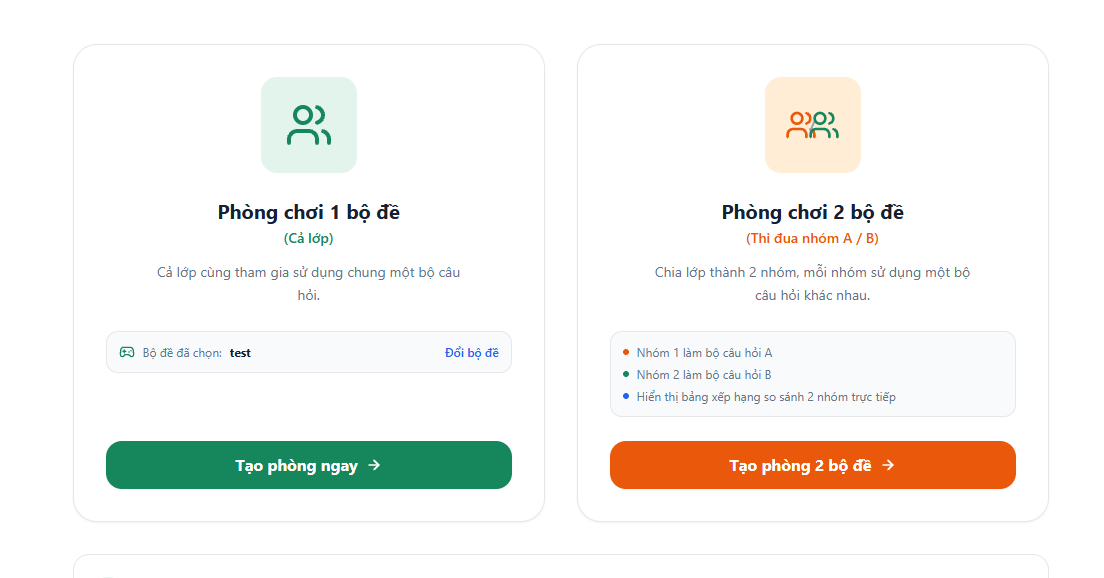 Phòng chơi 1 bộ đề
(Cả lớp)
Cả lớp cùng tham gia sử dụng chung một bộ câu
hỏi.
Bộ đề đã chọn: test
Đổi bộ đề
Tạo phòng ngay →
Phòng chơi 2 bộ đề
(Thi đua nhóm A / B)
Chia lớp thành 2 nhóm, mỗi nhóm sử dụng một bộ
câu hỏi khác nhau.
Nhóm 1 làm bộ câu hỏi A
Nhóm 2 làm bộ câu hỏi B
Hiển thị bảng xếp hạng so sánh 2 nhóm trực tiếp
Tạo phòng 2 bộ đề →